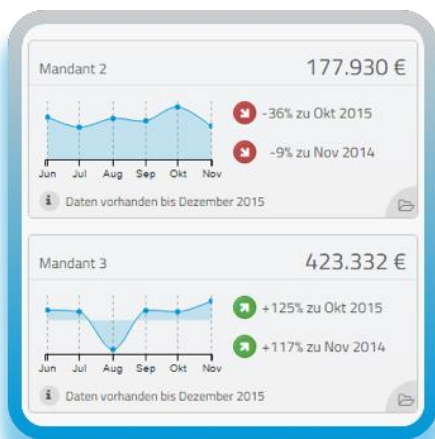 Mandant 2 177.930 €
-36% zu Okt 2015
-9% zu Nov 2014
Jun Jul Aug Sep Okt Nov
i Daten vorhanden bis Dezember 2015
Mandant 3 423.332 €
+125% zu Okt 2015
+117% zu Nov 2014
Jun Jul Aug Sep Okt Nov
i Daten vorhanden bis Dezember 2015